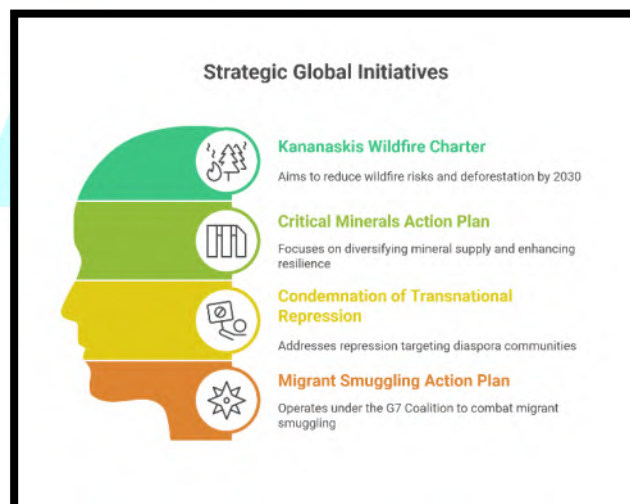 Strategic Global Initiatives
Kananaskis Wildfire Charter
Aims to reduce wildfire risks and deforestation by 2030
Critical Minerals Action Plan
Focuses on diversifying mineral supply and enhancing
resilience
Condemnation of Transnational
Repression
Addresses repression targeting diaspora communities
Migrant Smuggling Action Plan
Operates under the G7 Coalition to combat migrant
smuggling